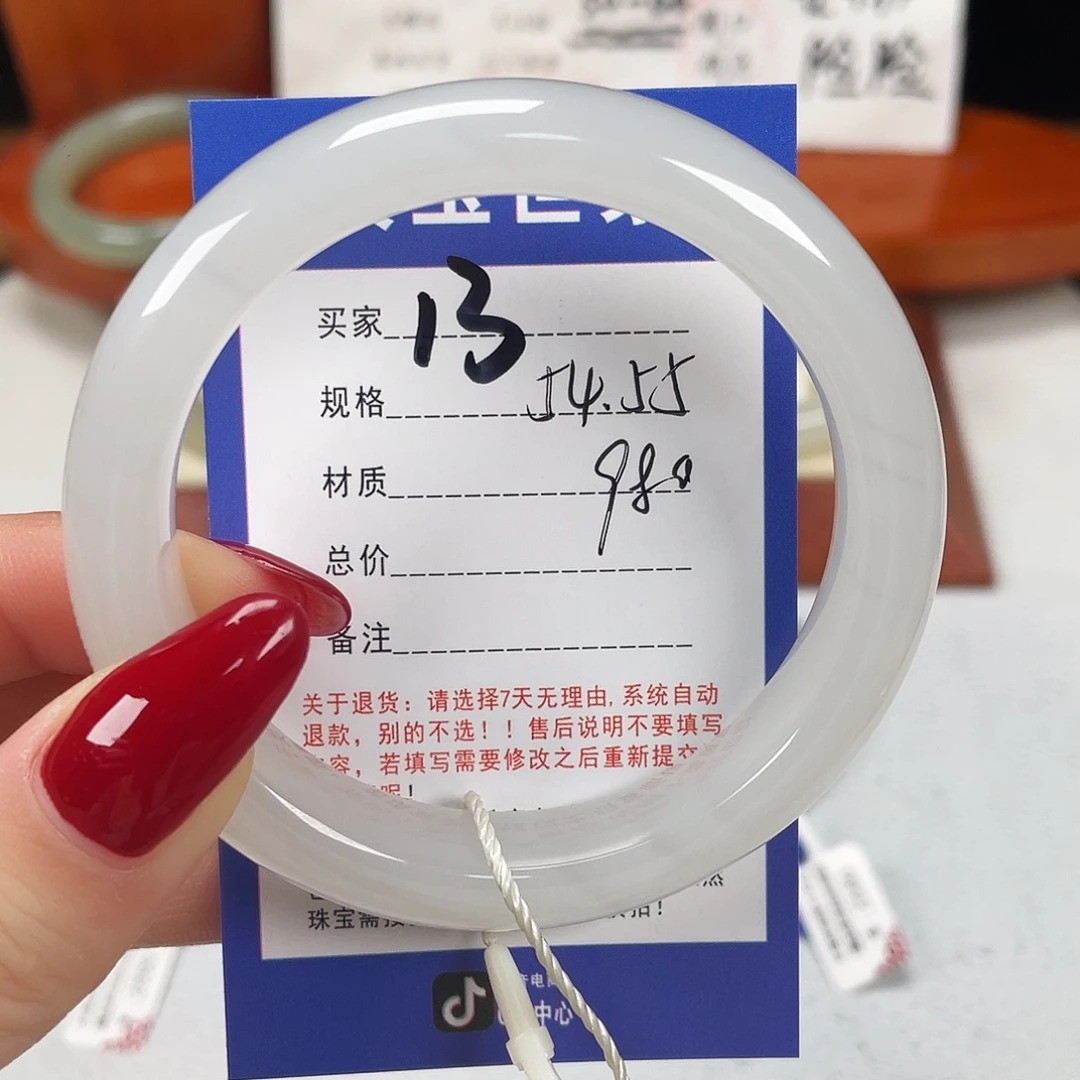 买家 13
规格 54.55
材质 980
总价
备注
关于退货：请选择7天无理由,系统自动
退款，别的不选！！售后说明不要填写
容，若填写需要修改之后重新提交
呢!
珠宝需
中心